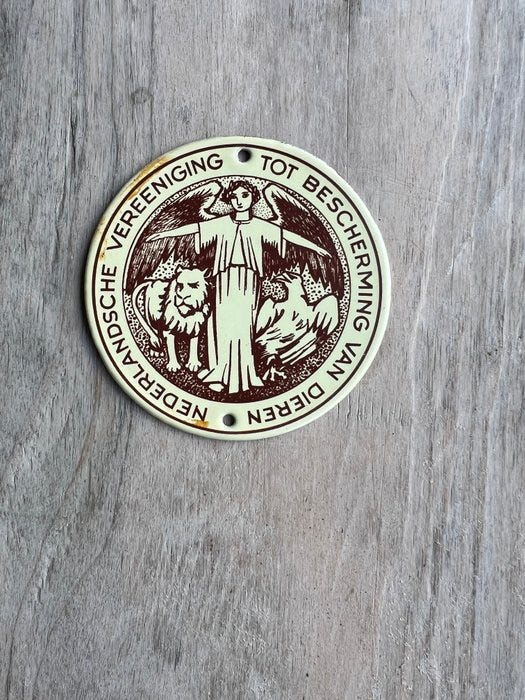 NEDERLANDSCHE VEREENIGING TOT BESCHERMING VAN DIEREN